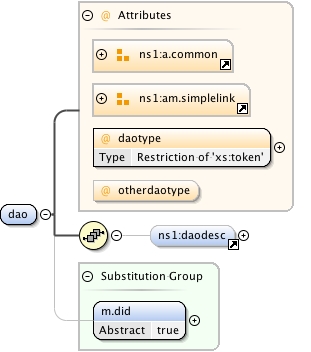 @ Attributes
ns1:a.common
ns1:am.simplelink
@ daotype
Type Restriction of 'xs:token'
@ otherdaotype
dao
ns1:daodesc
Substitution Group
m.did
Abstract true